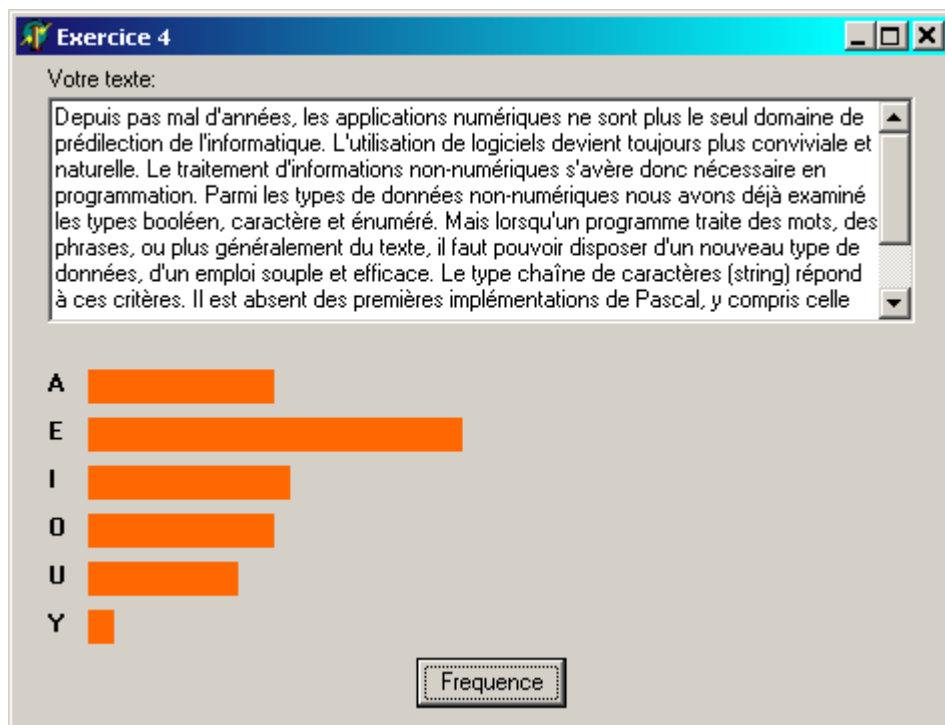 Exercice 4
Votre texte:
Depuis pas mal d'années, les applications numériques ne sont plus le seul domaine de
prédilection de l'informatique. L'utilisation de logiciels devient toujours plus conviviale et
naturelle. Le traitement d'informations non-numériques s'avère donc nécessaire en
programmation. Parmi les types de données non-numériques nous avons déjà examiné
les types booléen, caractère et énuméré. Mais lorsqu'un programme traite des mots, des
phrases, ou plus généralement du texte, il faut pouvoir disposer d'un nouveau type de
données, d'un emploi souple et efficace. Le type chaîne de caractères (string) répond
à ces critères. Il est absent des premières implémentations de Pascal, y compris celle
A
E
I
O
U
Y
Frequence